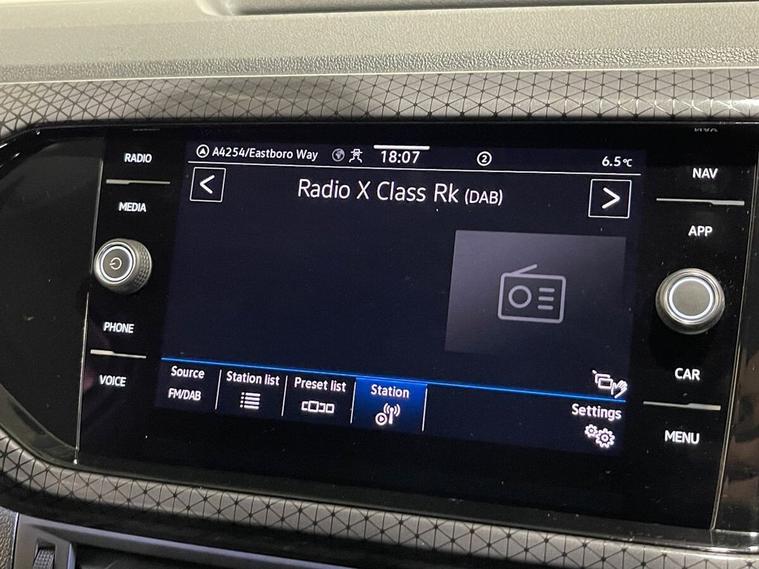 RADIO
MEDIA
PHONE
VOICE
A4254/Eastboro Way 18:07 2 6.5°C
Radio X Class Rk (DAB)
Source
FM/DAB
Station list
Preset list
Station
Settings
NAV
APP
CAR
MENU